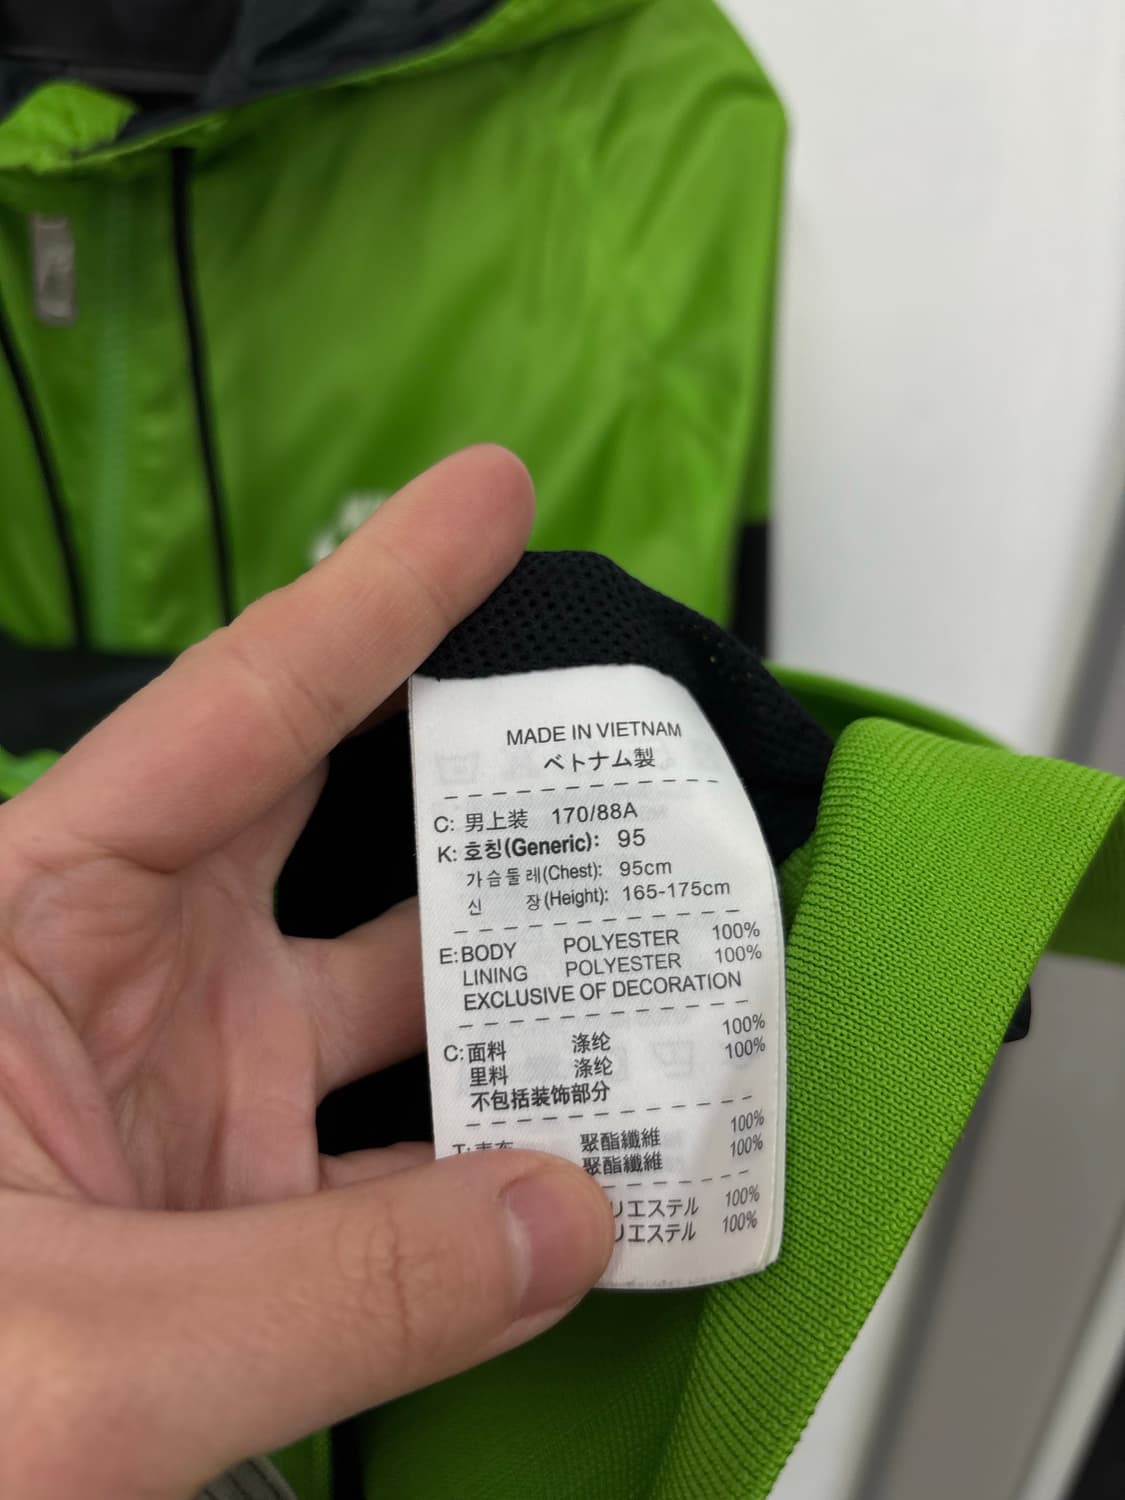 MADE IN VIETNAM
ベトナム製
C: 男上装 170/88A
K: 호칭(Generic): 95
가슴둘레(Chest): 95cm
신 장(Height): 165-175cm
E:BODY POLYESTER 100%
LINING POLYESTER 100%
EXCLUSIVE OF DECORATION
C:面料 涤纶 100%
里料 涤纶 100%
不包括装饰部分
T:表布 聚酯纖維 100%
聚酯纖維 100%
リエステル 100%
リエステル 100%